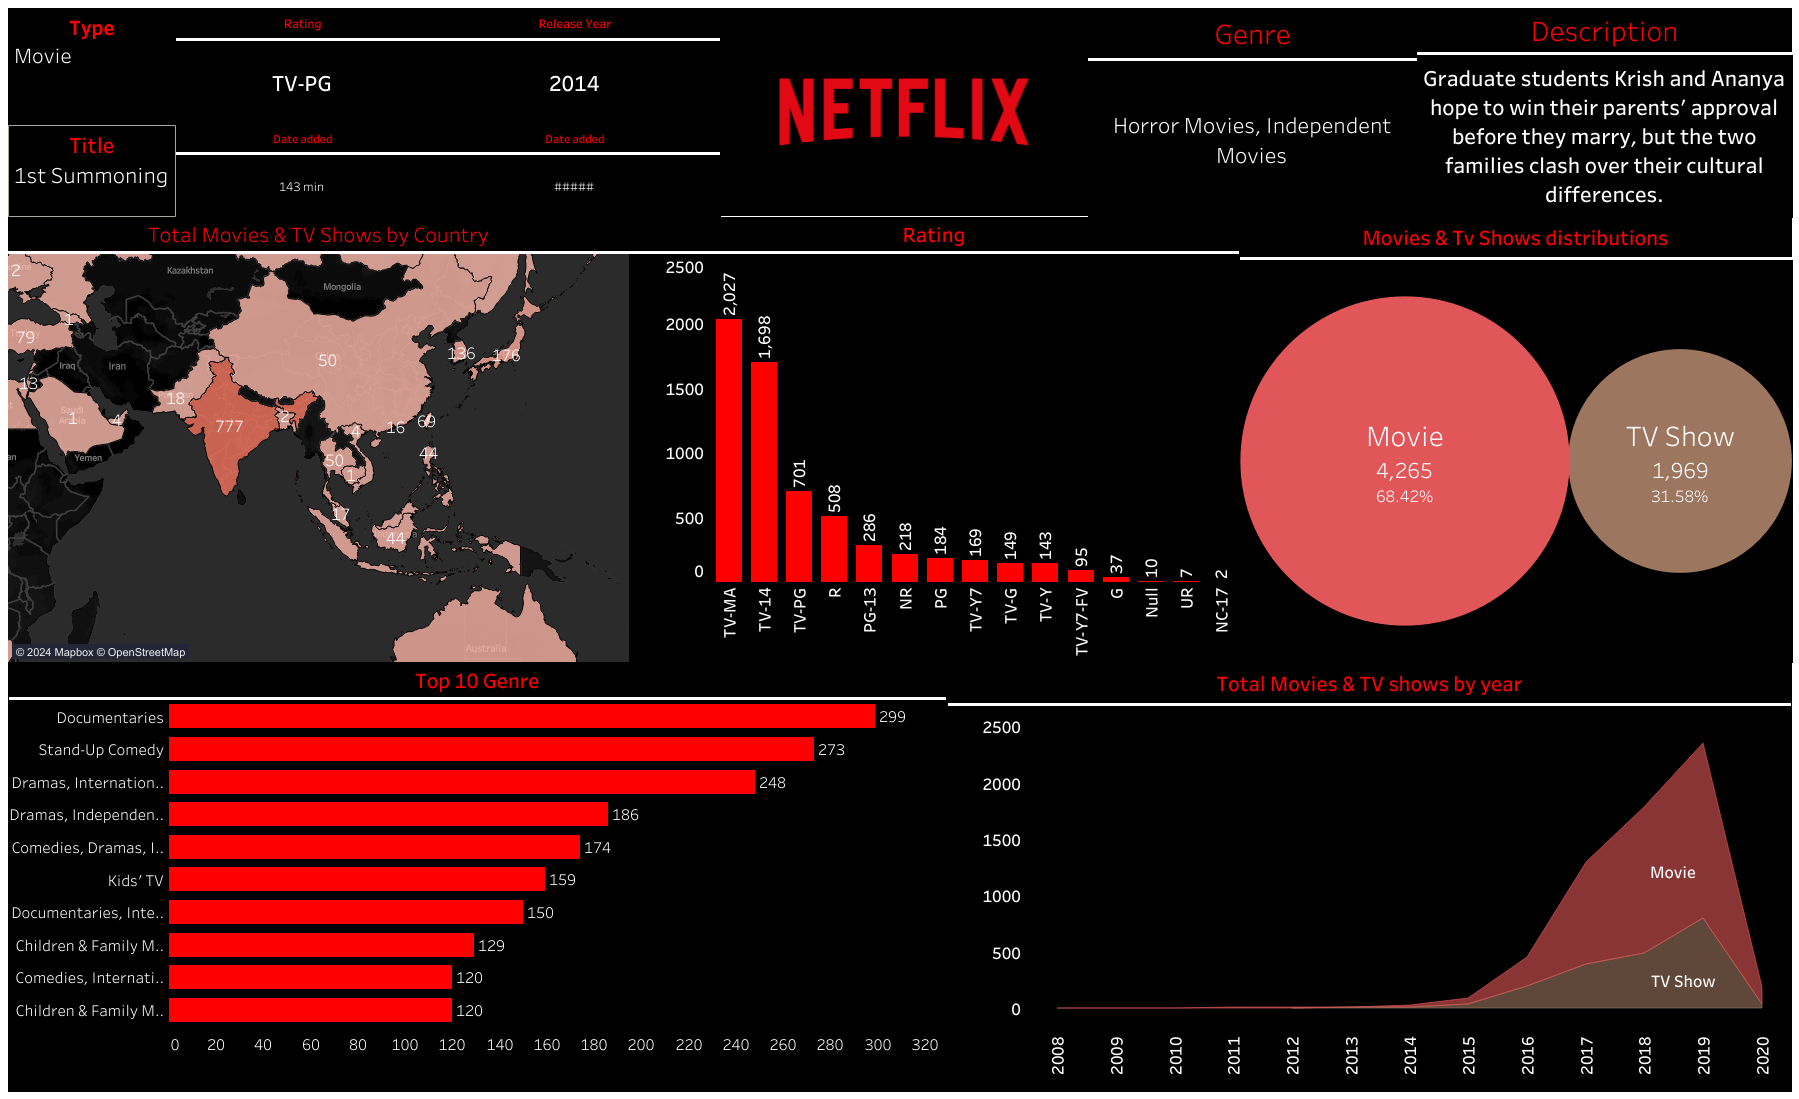 Type
Movie
Title
1st Summoning
Rating
TV-PG
Release Year
2014
Date added
143 min
Date added
#####
NETFLIX
Genre
Horror Movies, Independent
Movies
Description
Graduate students Krish and Ananya
hope to win their parents’ approval
before they marry, but the two
families clash over their cultural
differences.
Total Movies & TV Shows by Country
Kazakhstan
Mongolia
Iraq
Iran
Saudi
Arabia
Yemen
Australia
2
1
79
13
1
4
18
777
2
50
136
176
16
69
4
50
1
44
17
44
© 2024 Mapbox © OpenStreetMap
Rating
2500
2000
1500
1000
500
0
2,027
1,698
701
508
286
218
184
169
149
143
95
37
10
7
2
TV-MA
TV-14
TV-PG
R
PG-13
NR
PG
TV-Y7
TV-G
TV-Y
TV-Y7-FV
G
Null
UR
NC-17
Movies & Tv Shows distributions
Movie
4,265
68.42%
TV Show
1,969
31.58%
Top 10 Genre
Documentaries 299
Stand-Up Comedy 273
Dramas, Internation.. 248
Dramas, Independen.. 186
Comedies, Dramas, I.. 174
Kids’ TV 159
Documentaries, Inte.. 150
Children & Family M.. 129
Comedies, Internati.. 120
Children & Family M.. 120
0 20 40 60 80 100 120 140 160 180 200 220 240 260 280 300 320
Total Movies & TV shows by year
2500
2000
1500
1000
500
0
Movie
TV Show
2008 2009 2010 2011 2012 2013 2014 2015 2016 2017 2018 2019 2020